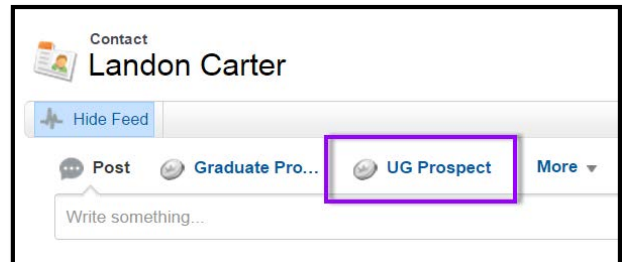 Contact
Landon Carter
Hide Feed
Post Graduate Pro... UG Prospect More
Write something...